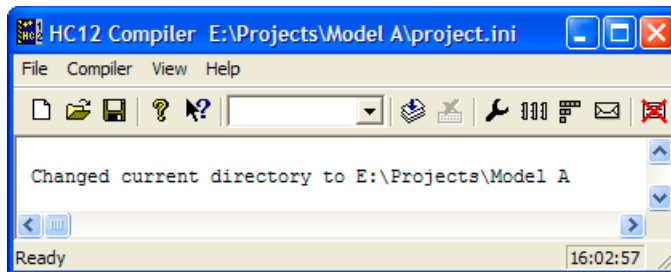 HC12 Compiler E:\Projects\Model A\project.ini
File Compiler View Help
Changed current directory to E:\Projects\Model A
Ready 16:02:57